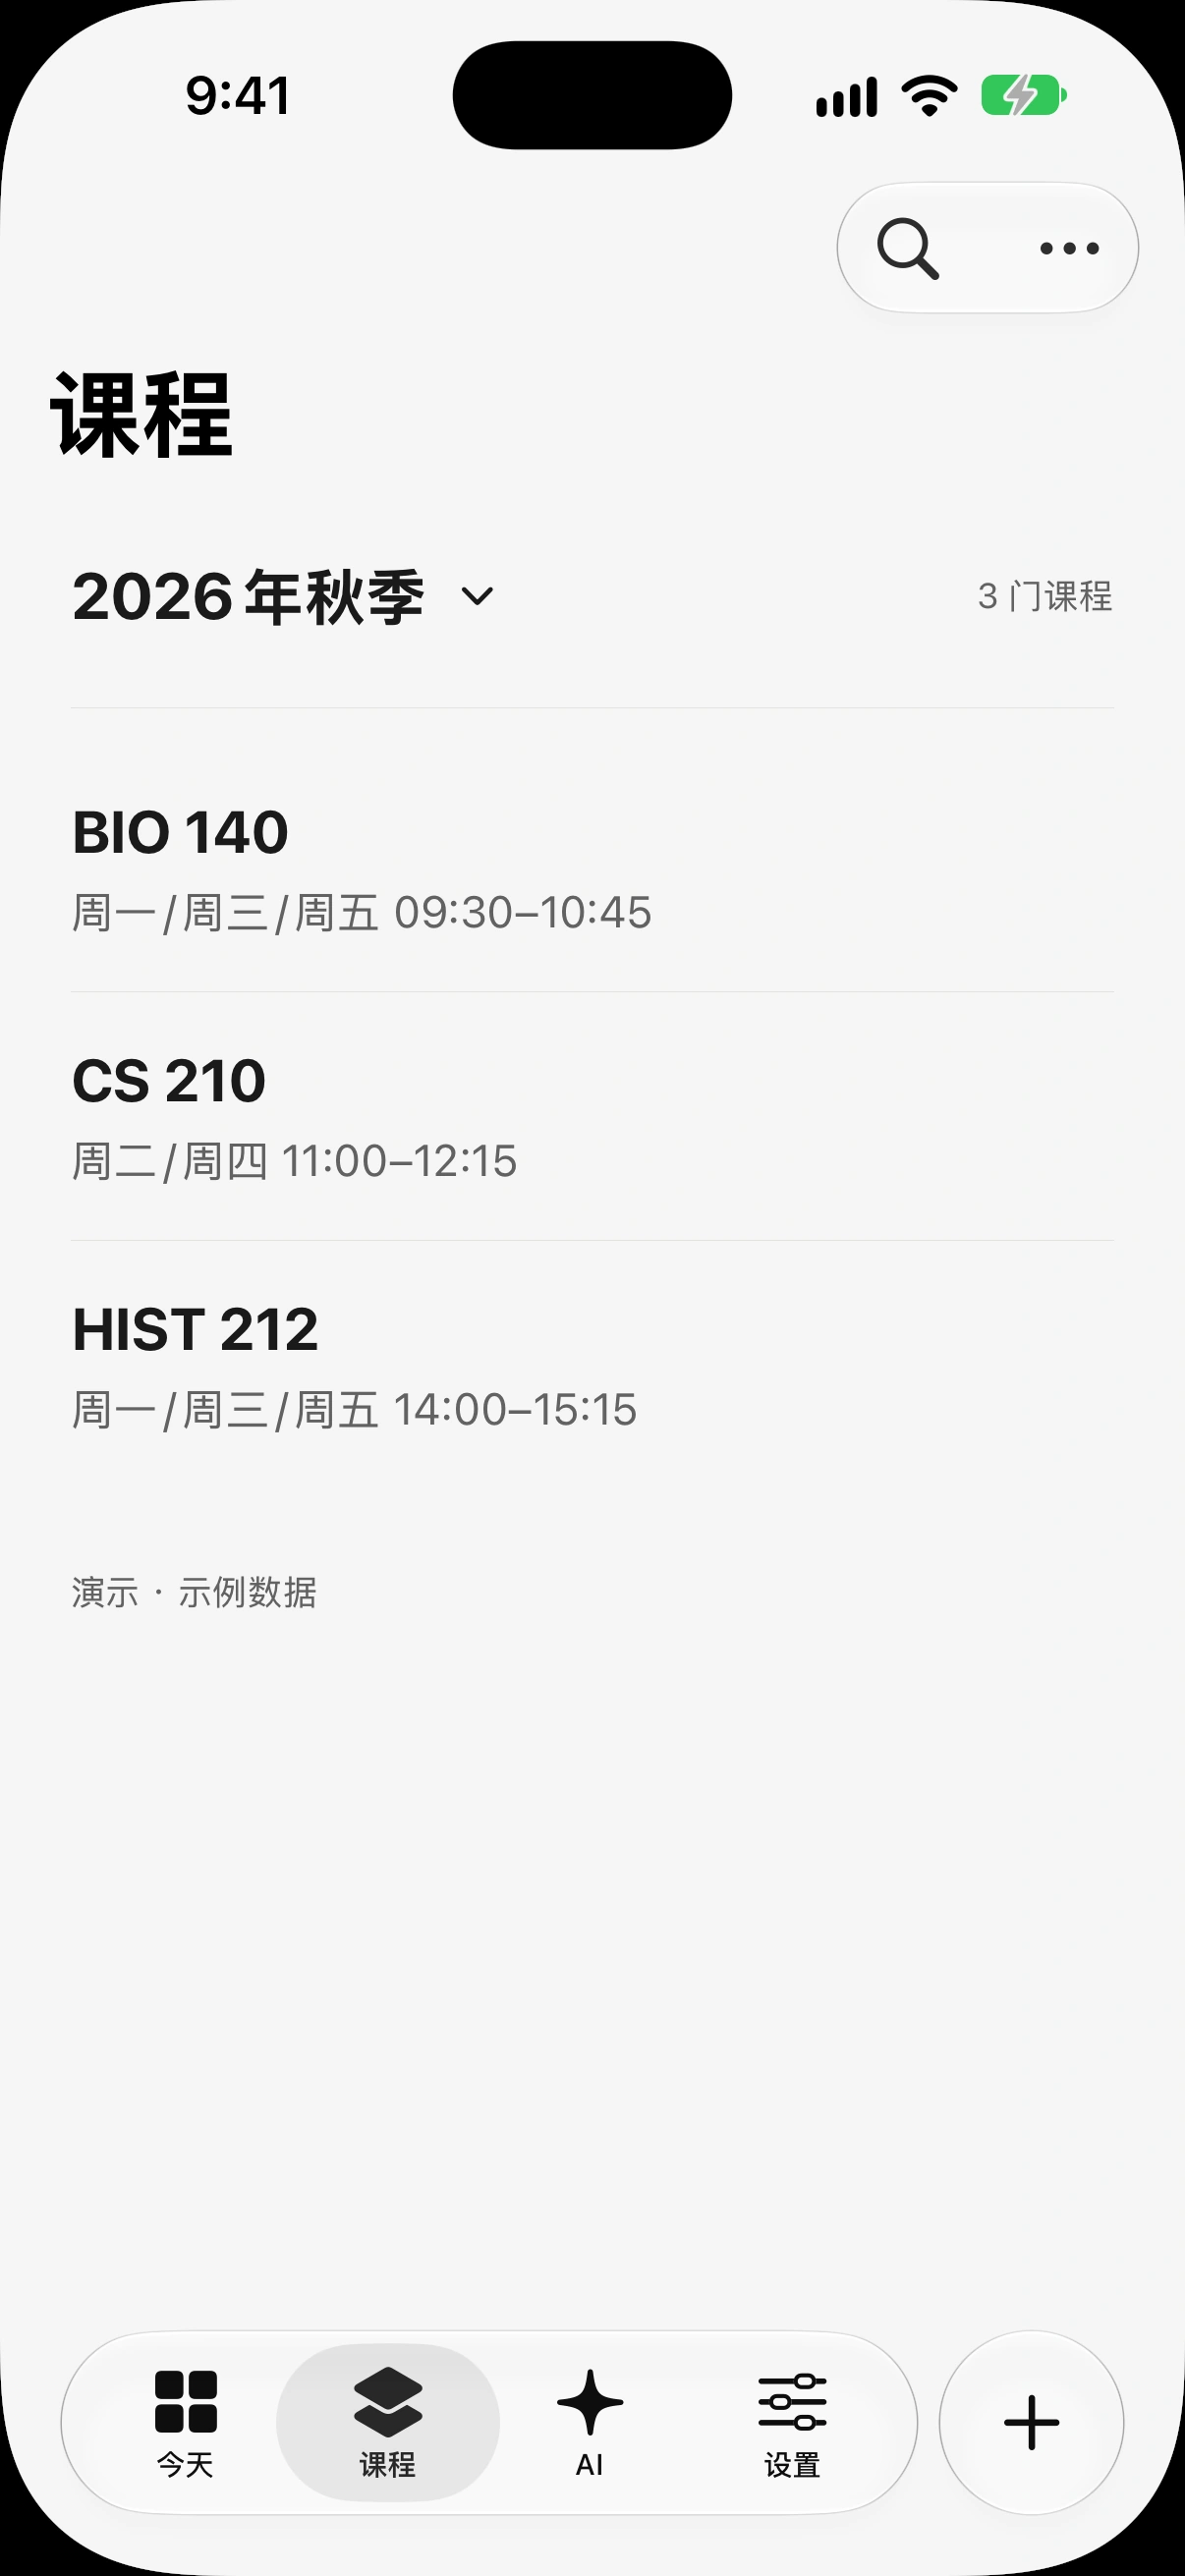 9:41
课程
2026 年秋季
3 门课程
BIO 140
周一/周三/周五 09:30–10:45
CS 210
周二/周四 11:00–12:15
HIST 212
周一/周三/周五 14:00–15:15
演示 · 示例数据
今天
课程
AI
设置